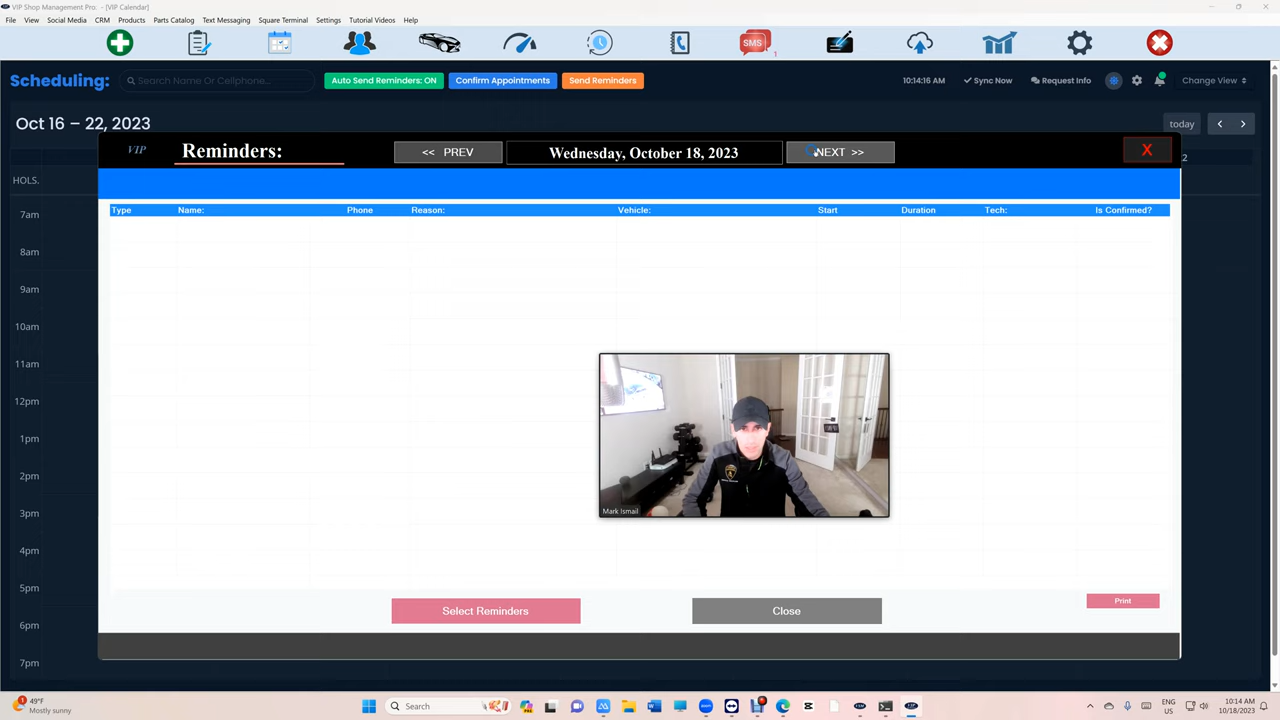 VIP Shop Management Pro. - [VIP Calendar]
File View Social Media CRM Products Parts Catalog Text Messaging Square Terminal Settings Tutorial Videos Help
SMS 1
Scheduling: Search Name Or Cellphone... Auto Send Reminders: ON Confirm Appointments Send Reminders 10:14:16 AM Sync Now Request Info Change View
Oct 16 – 22, 2023 today
VIP Reminders: << PREV Wednesday, October 18, 2023 NEXT >> X
2
HOLS.
Type Name: Phone Reason: Vehicle: Start Duration Tech: Is Confirmed?
7am
8am
9am
10am
11am
12pm
1pm
2pm
3pm
Mark Ismail
4pm
5pm
Select Reminders Close Print
6pm
7pm
1 49°F
Mostly sunny
Search
ENG
US
10:14 AM
10/18/2023